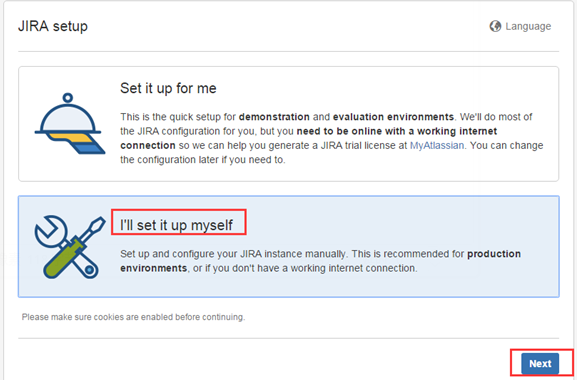 JIRA setup
Language
Set it up for me
This is the quick setup for demonstration and evaluation environments. We'll do most
of the JIRA configuration for you, but you need to be online with a working internet
connection so we can help you generate a JIRA trial license at MyAtlassian. You can change
the configuration later if you need to.
I'll set it up myself
Set up and configure your JIRA instance manually. This is recommended for production
environments, or if you don't have a working internet connection.
Please make sure cookies are enabled before continuing.
Next